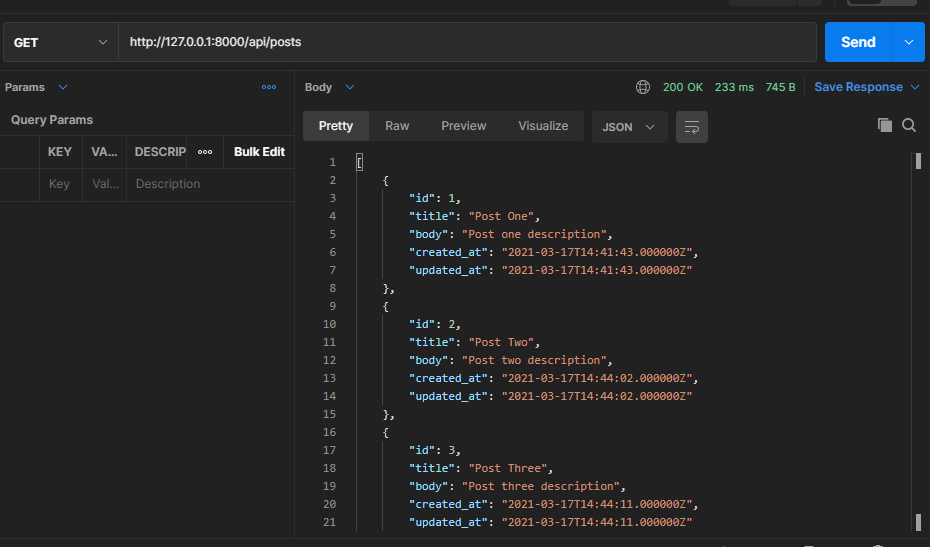 GET
http://127.0.0.1:8000/api/posts
Send
Params
Body
200 OK 233 ms 745 B
Save Response
Query Params
Pretty Raw Preview Visualize
JSON
KEY VA... DESCRIP
Bulk Edit
Key Val... Description
1 [
2 {
3 "id": 1,
4 "title": "Post One",
5 "body": "Post one description",
6 "created_at": "2021-03-17T14:41:43.000000Z",
7 "updated_at": "2021-03-17T14:41:43.000000Z"
8 },
9 {
10 "id": 2,
11 "title": "Post Two",
12 "body": "Post two description",
13 "created_at": "2021-03-17T14:44:02.000000Z",
14 "updated_at": "2021-03-17T14:44:02.000000Z"
15 },
16 {
17 "id": 3,
18 "title": "Post Three",
19 "body": "Post three description",
20 "created_at": "2021-03-17T14:44:11.000000Z",
21 "updated_at": "2021-03-17T14:44:11.000000Z"